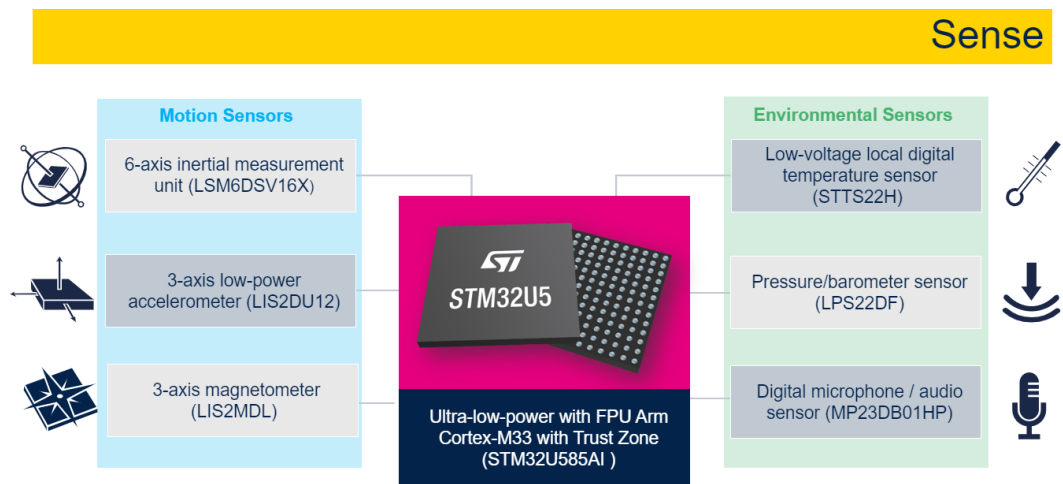 Sense
Motion Sensors
6-axis inertial measurement
unit (LSM6DSV16X)
3-axis low-power
accelerometer (LIS2DU12)
3-axis magnetometer
(LIS2MDL)
ST
STM32U5
Ultra-low-power with FPU Arm
Cortex-M33 with Trust Zone
(STM32U585AI )
Environmental Sensors
Low-voltage local digital
temperature sensor
(STTS22H)
Pressure/barometer sensor
(LPS22DF)
Digital microphone / audio
sensor (MP23DB01HP)